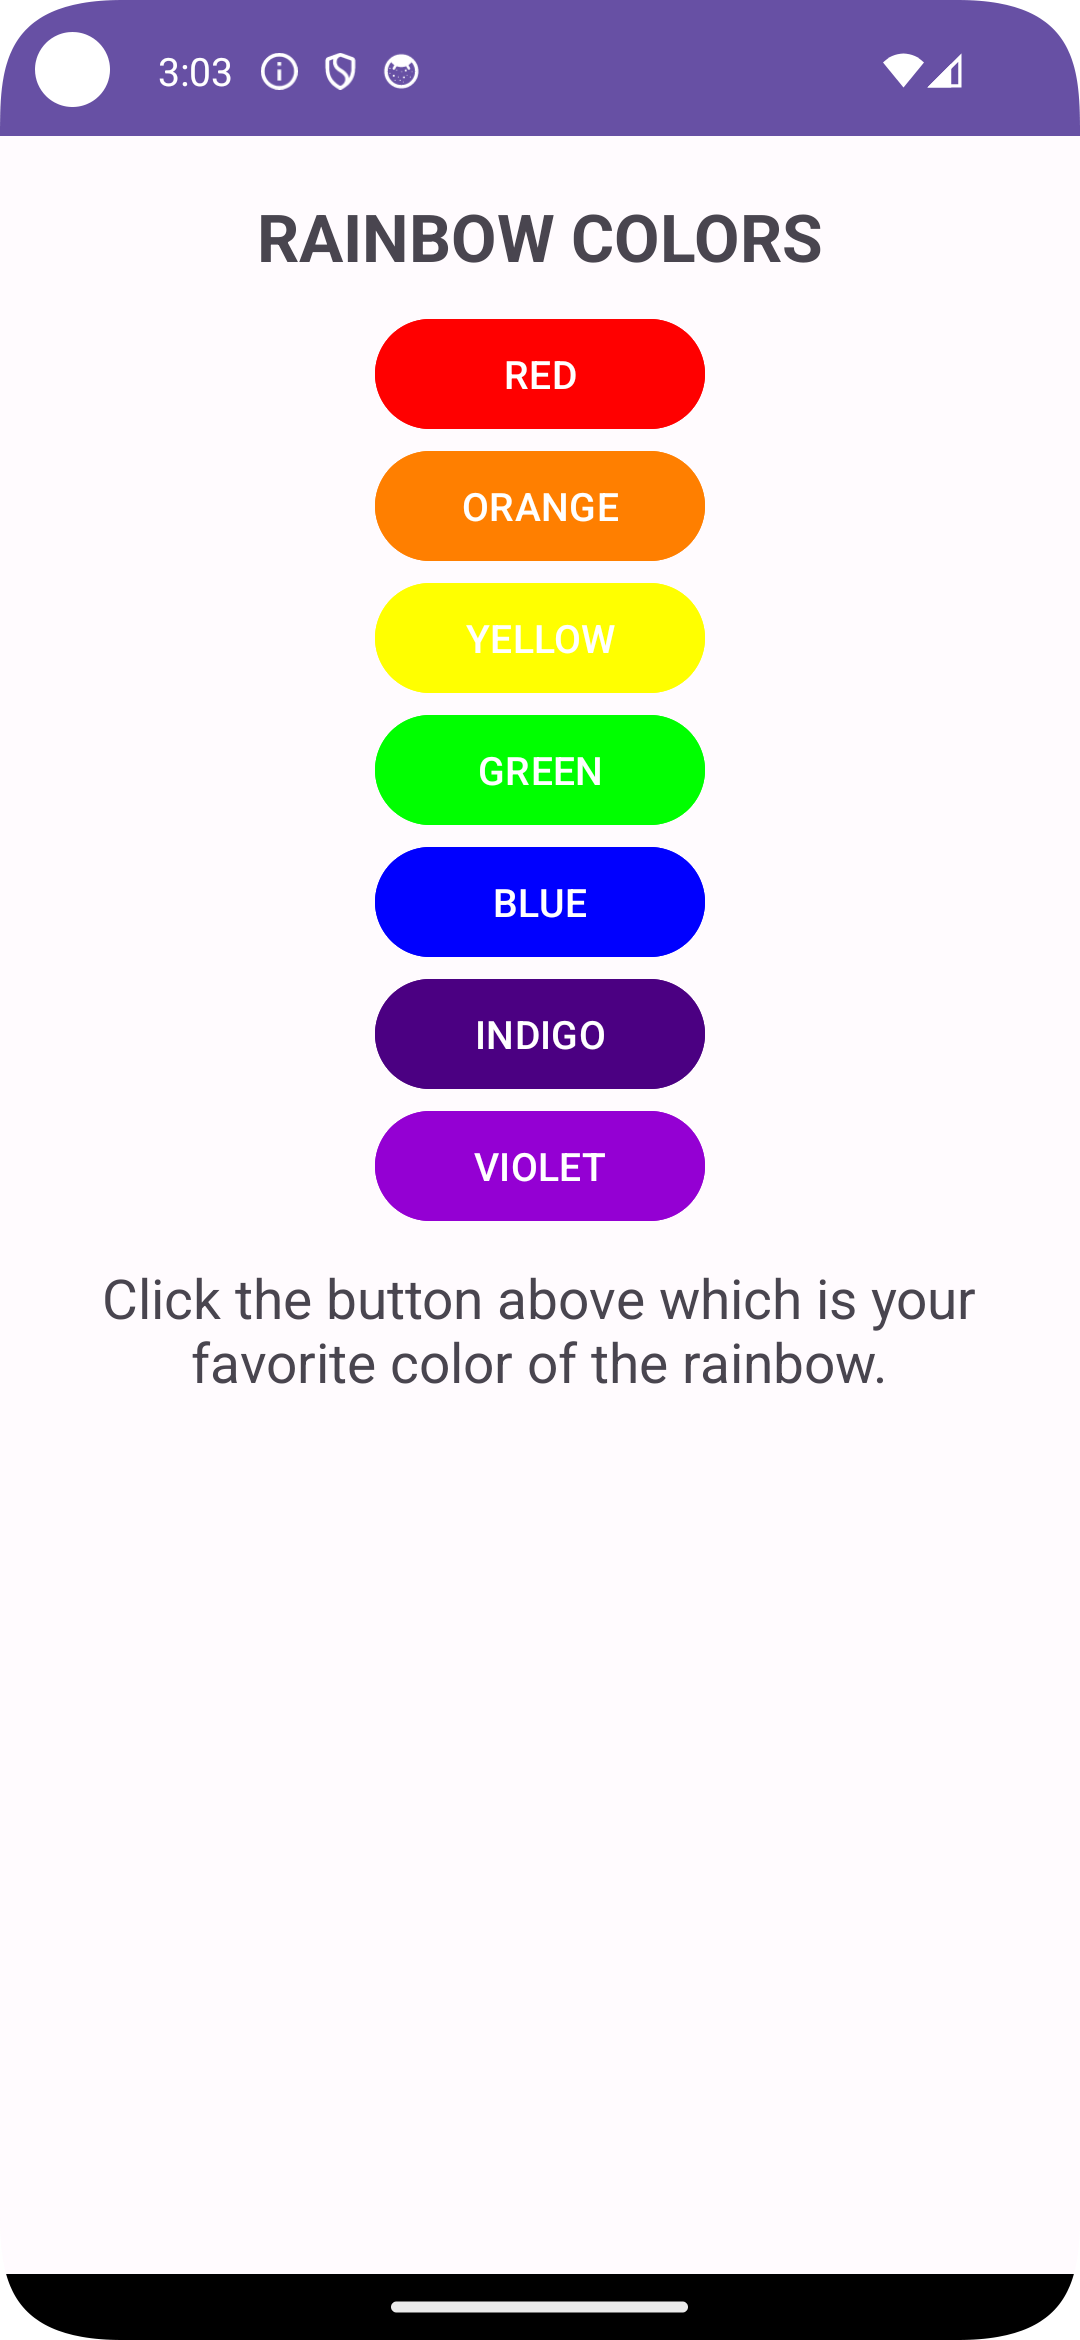 3:03
RAINBOW COLORS
RED
ORANGE
YELLOW
GREEN
BLUE
INDIGO
VIOLET
Click the button above which is your
favorite color of the rainbow.